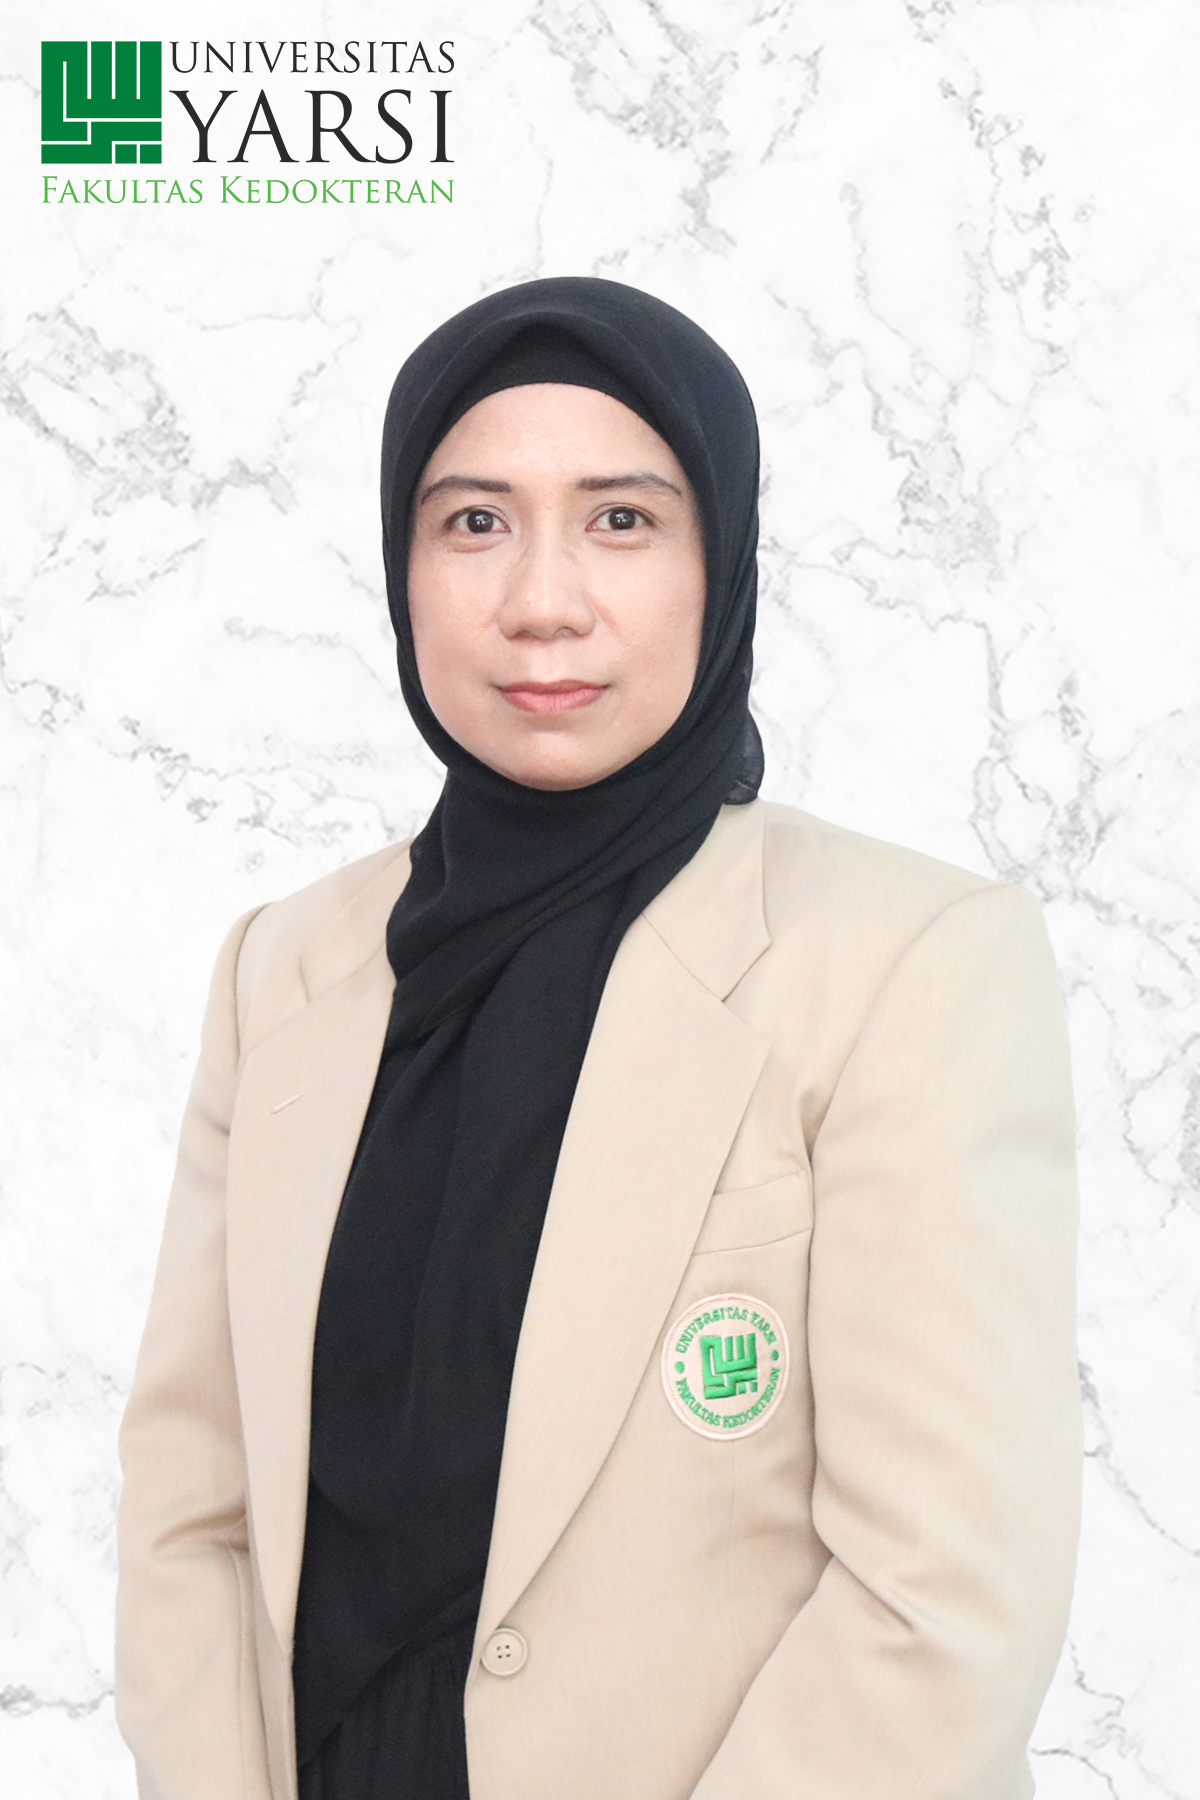 UNIVERSITAS
YARSI
FAKULTAS KEDOKTERAN
UNIVERSITAS YARSI
FAKULTAS KEDOKTERAN